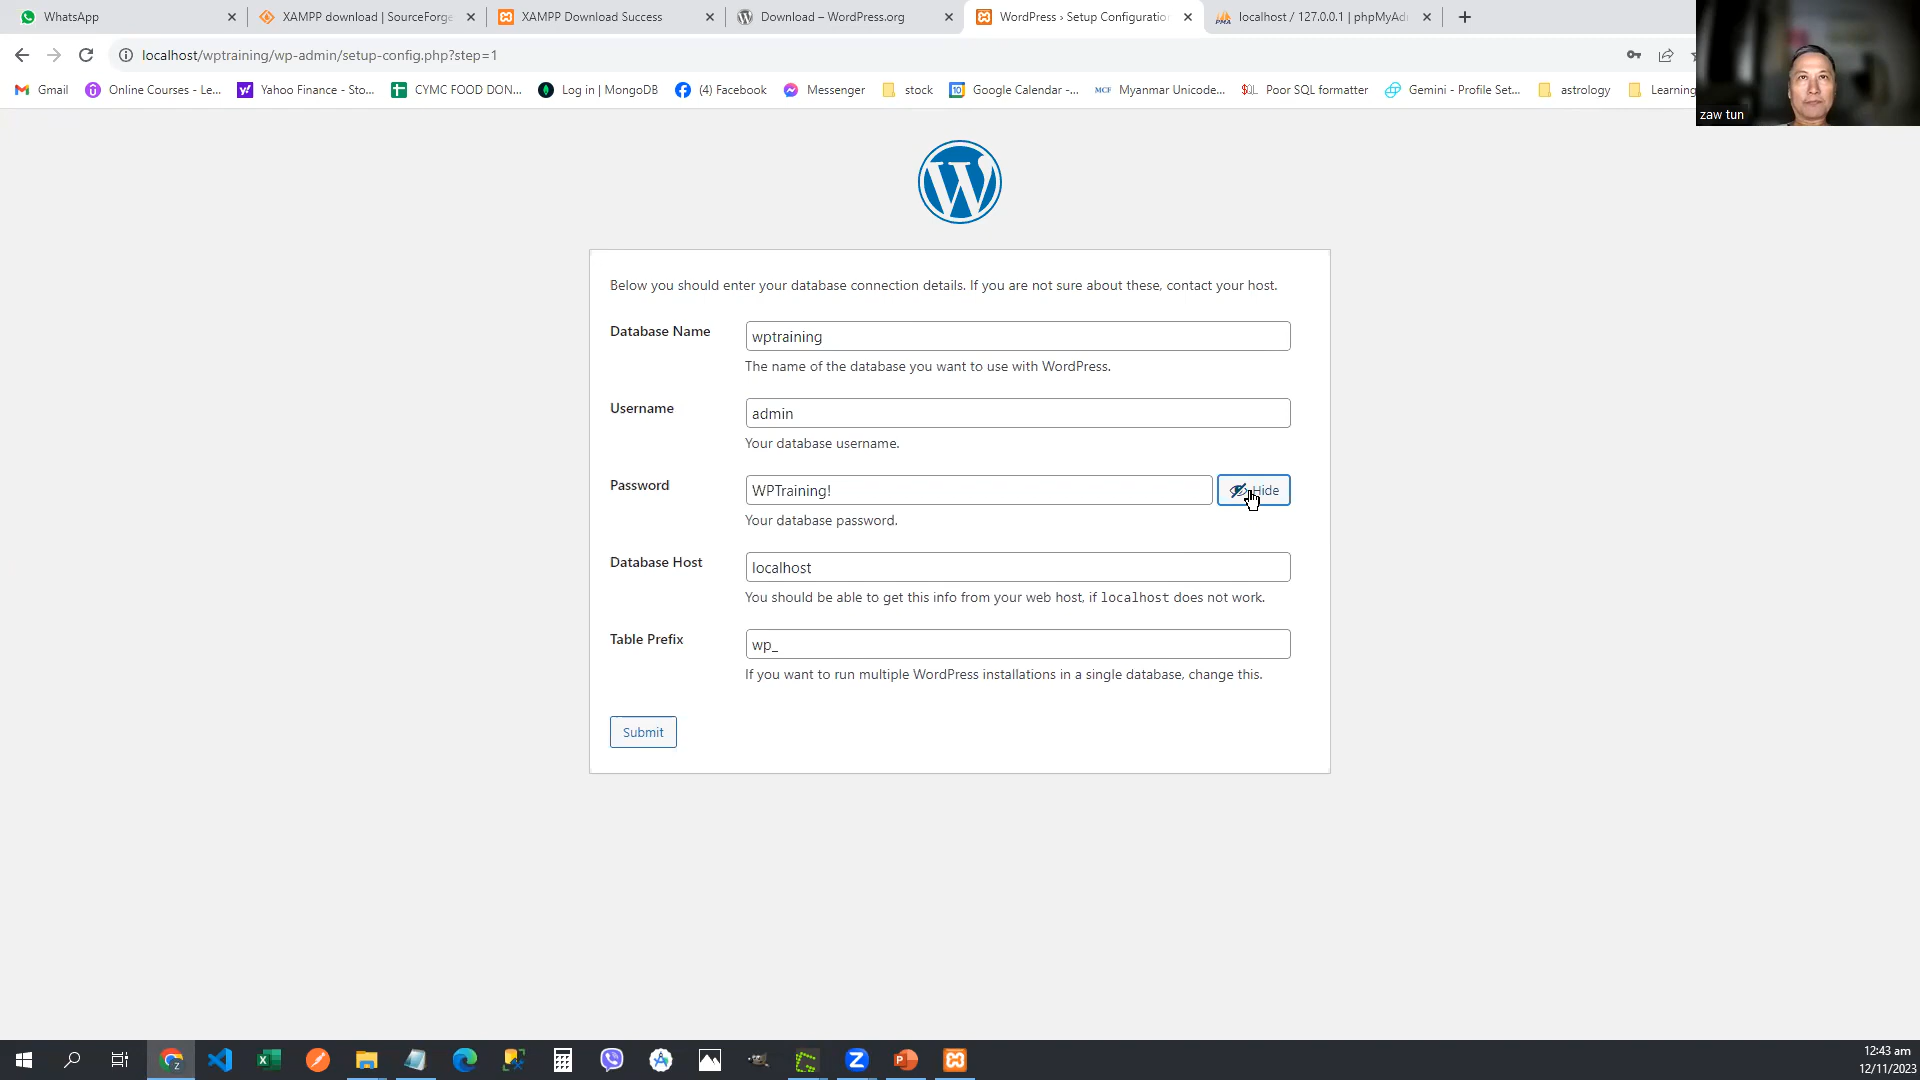 WhatsApp
XAMPP download | SourceForge
XAMPP Download Success
Download – WordPress.org
WordPress › Setup Configuration
localhost / 127.0.0.1 | phpMyAd
localhost/wptraining/wp-admin/setup-config.php?step=1
Gmail
Online Courses - Le...
Yahoo Finance - Sto...
CYMC FOOD DON...
Log in | MongoDB
(4) Facebook
Messenger
stock
Google Calendar -...
MCF
Myanmar Unicode...
SQL
Poor SQL formatter
Gemini - Profile Set...
astrology
Learning
zaw tun
Below you should enter your database connection details. If you are not sure about these, contact your host.
Database Name
wptraining
The name of the database you want to use with WordPress.
Username
admin
Your database username.
Password
WPTraining!
Hide
Your database password.
Database Host
localhost
You should be able to get this info from your web host, if localhost does not work.
Table Prefix
wp_
If you want to run multiple WordPress installations in a single database, change this.
Submit
12:43 am
12/11/2023